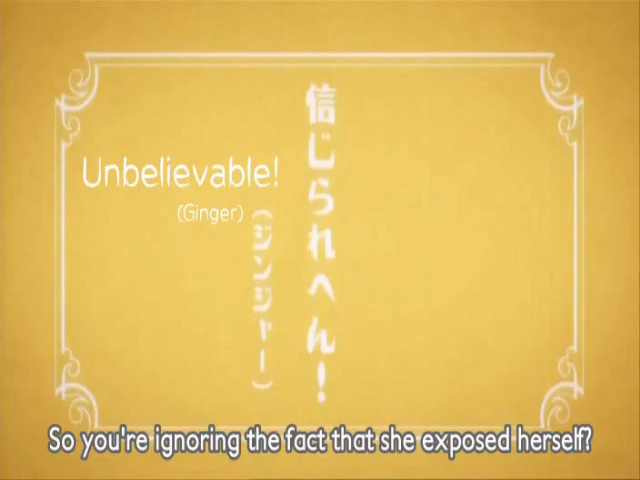 信じられへん!
(ジンジャー)
Unbelievable!
(Ginger)
So you're ignoring the fact that she exposed herself?